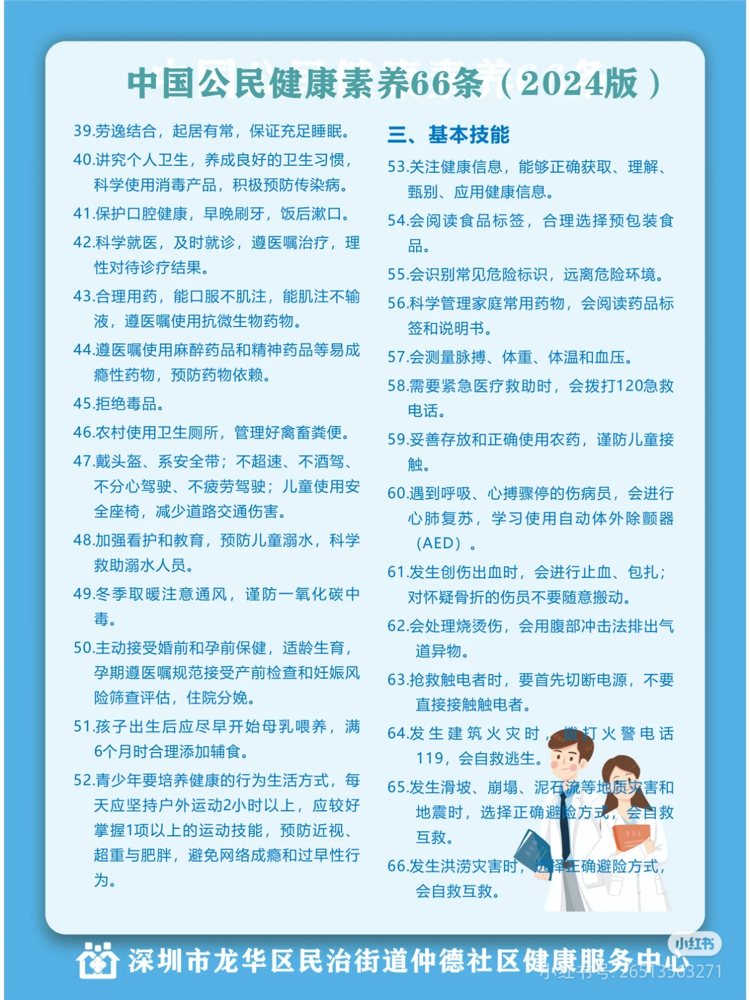 中国公民健康素养66条（2024版）
39.劳逸结合，起居有常，保证充足睡眠。
40.讲究个人卫生，养成良好的卫生习惯，
科学使用消毒产品，积极预防传染病。
41.保护口腔健康，早晚刷牙，饭后漱口。
42.科学就医，及时就诊，遵医嘱治疗，理
性对待诊疗结果。
43.合理用药，能口服不肌注，能肌注不输
液，遵医嘱使用抗微生物药物。
44.遵医嘱使用麻醉药品和精神药品等易成
瘾性药物，预防药物依赖。
45.拒绝毒品。
46.农村使用卫生厕所，管理好禽畜粪便。
47.戴头盔、系安全带；不超速、不酒驾、
不分心驾驶、不疲劳驾驶；儿童使用安
全座椅，减少道路交通伤害。
48.加强看护和教育，预防儿童溺水，科学
救助溺水人员。
49.冬季取暖注意通风，谨防一氧化碳中
毒。
50.主动接受婚前和孕前保健，适龄生育，
孕期遵医嘱规范接受产前检查和妊娠风
险筛查评估，住院分娩。
51.孩子出生后应尽早开始母乳喂养，满
6个月时合理添加辅食。
52.青少年要培养健康的行为生活方式，每
天应坚持户外运动2小时以上，应较好
掌握1项以上的运动技能，预防近视、
超重与肥胖，避免网络成瘾和过早性行
为。
三、基本技能
53.关注健康信息，能够正确获取、理解、
甄别、应用健康信息。
54.会阅读食品标签，合理选择预包装食
品。
55.会识别常见危险标识，远离危险环境。
56.科学管理家庭常用药物，会阅读药品标
签和说明书。
57.会测量脉搏、体重、体温和血压。
58.需要紧急医疗救助时，会拨打120急救
电话。
59.妥善存放和正确使用农药，谨防儿童接
触。
60.遇到呼吸、心搏骤停的伤病员，会进行
心肺复苏，学习使用自动体外除颤器
（AED）。
61.发生创伤出血时，会进行止血、包扎；
对怀疑骨折的伤员不要随意搬动。
62.会处理烧烫伤，会用腹部冲击法排出气
道异物。
63.抢救触电者时，要首先切断电源，不要
直接接触触电者。
64.发生建筑火灾时，拨打火警电话
119，会自救逃生。
65.发生滑坡、崩塌、泥石流等地质灾害和
地震时，选择正确避险方式，会自救
互救。
66.发生洪涝灾害时，选择正确避险方式，
会自救互救。
深圳市龙华区民治街道仲德社区健康服务中心
小红书
小红书号: 26513563271